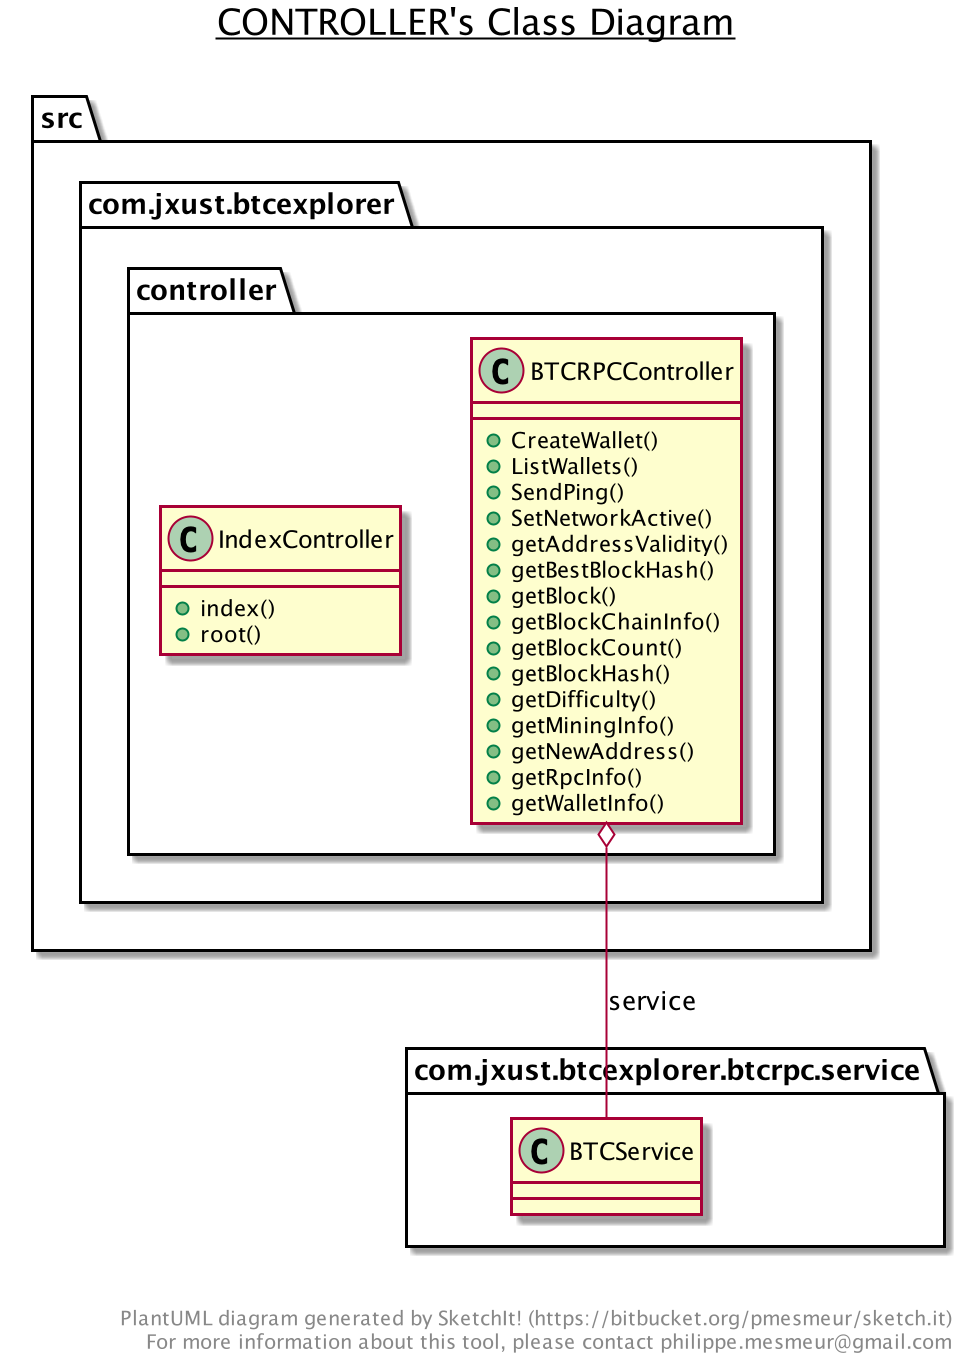 CONTROLLER's Class Diagram
src
com.jxust.btcexplorer
controller
C BTCRPCController
CreateWallet()
ListWallets()
SendPing()
SetNetworkActive()
getAddressValidity()
getBestBlockHash()
getBlock()
getBlockChainInfo()
getBlockCount()
getBlockHash()
getDifficulty()
getMiningInfo()
getNewAddress()
getRpcInfo()
getWalletInfo()
C IndexController
index()
root()
service
com.jxust.btcexplorer.btcrpc.service
C BTCService
PlantUML diagram generated by SketchIt! (https://bitbucket.org/pmesmeur/sketch.it)
For more information about this tool, please contact philippe.mesmeur@gmail.com